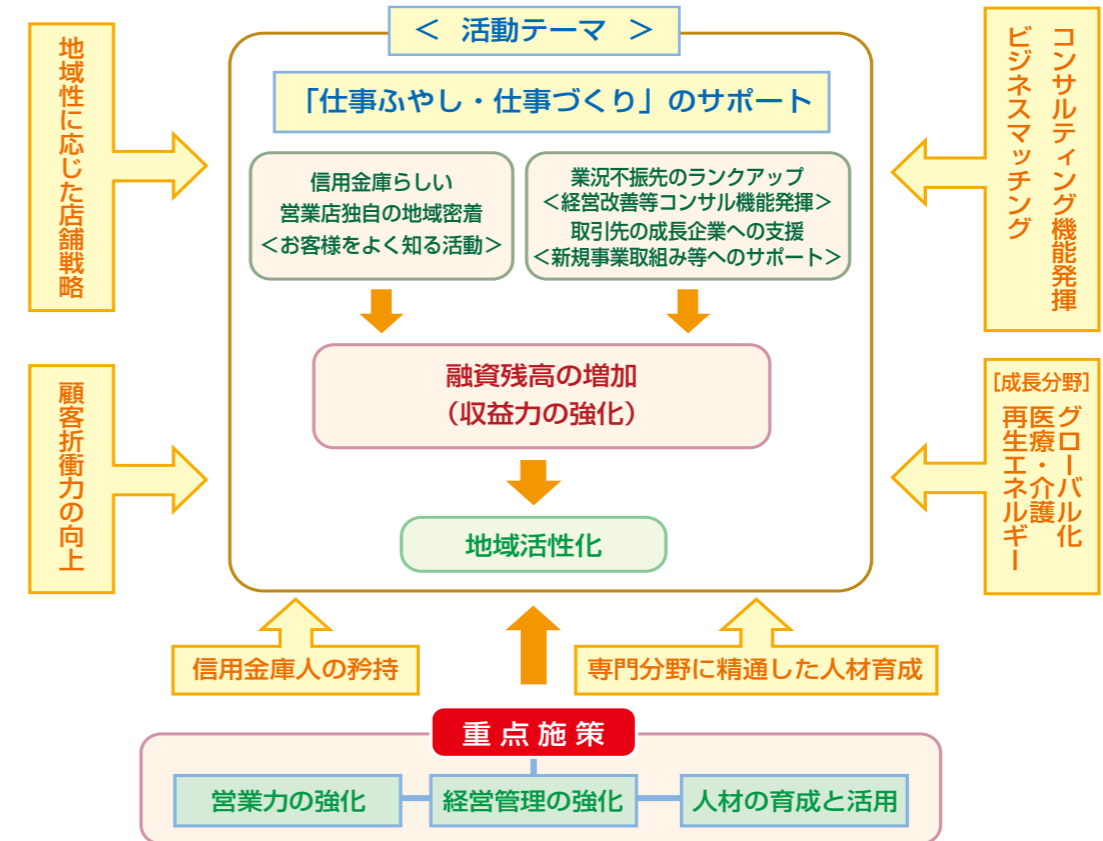 ＜ 活動テーマ ＞
「仕事ふやし・仕事づくり」のサポート
信用金庫らしい
営業店独自の地域密着
＜お客様をよく知る活動＞
業況不振先のランクアップ
＜経営改善等コンサル機能発揮＞
取引先の成長企業への支援
＜新規事業取組み等へのサポート＞
融資残高の増加
（収益力の強化）
地域活性化
地域性に応じた店舗戦略
顧客折衝力の向上
コンサルティング機能発揮
ビジネスマッチング
［成長分野］
グローバル化
医療・介護
再生エネルギー
信用金庫人の矜持
専門分野に精通した人材育成
重点施策
営業力の強化
経営管理の強化
人材の育成と活用